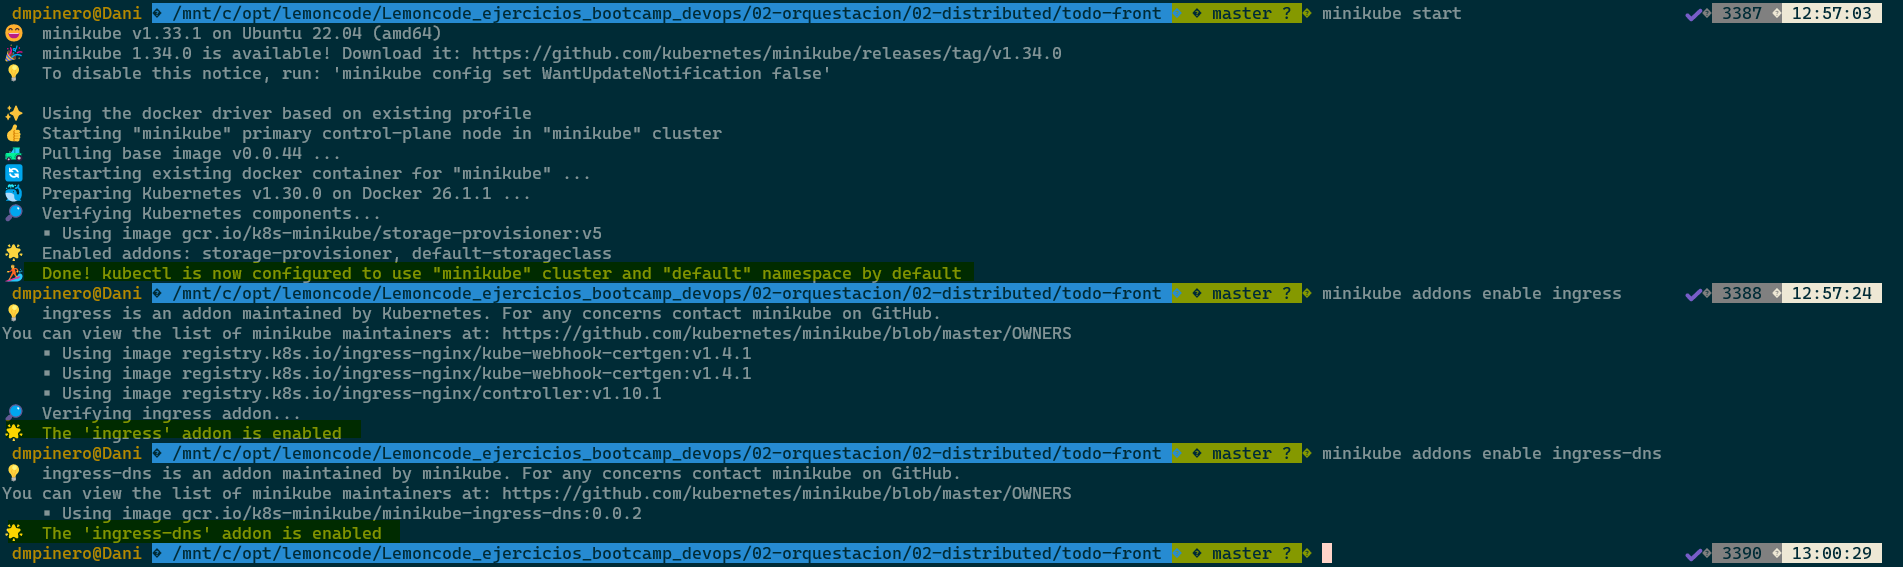 dmpinero@Dani /mnt/c/opt/lemoncode/Lemoncode_ejercicios_bootcamp_devops/02-orquestacion/02-distributed/todo-front master ? minikube start 3387 12:57:03
minikube v1.33.1 on Ubuntu 22.04 (amd64)
minikube 1.34.0 is available! Download it: https://github.com/kubernetes/minikube/releases/tag/v1.34.0
To disable this notice, run: 'minikube config set WantUpdateNotification false'
Using the docker driver based on existing profile
Starting "minikube" primary control-plane node in "minikube" cluster
Pulling base image v0.0.44 ...
Restarting existing docker container for "minikube" ...
Preparing Kubernetes v1.30.0 on Docker 26.1.1 ...
Verifying Kubernetes components...
▪ Using image gcr.io/k8s-minikube/storage-provisioner:v5
Enabled addons: storage-provisioner, default-storageclass
Done! kubectl is now configured to use "minikube" cluster and "default" namespace by default
dmpinero@Dani /mnt/c/opt/lemoncode/Lemoncode_ejercicios_bootcamp_devops/02-orquestacion/02-distributed/todo-front master ? minikube addons enable ingress 3388 12:57:24
ingress is an addon maintained by Kubernetes. For any concerns contact minikube on GitHub.
You can view the list of minikube maintainers at: https://github.com/kubernetes/minikube/blob/master/OWNERS
▪ Using image registry.k8s.io/ingress-nginx/kube-webhook-certgen:v1.4.1
▪ Using image registry.k8s.io/ingress-nginx/kube-webhook-certgen:v1.4.1
▪ Using image registry.k8s.io/ingress-nginx/controller:v1.10.1
Verifying ingress addon...
The 'ingress' addon is enabled
dmpinero@Dani /mnt/c/opt/lemoncode/Lemoncode_ejercicios_bootcamp_devops/02-orquestacion/02-distributed/todo-front master ? minikube addons enable ingress-dns
ingress-dns is an addon maintained by minikube. For any concerns contact minikube on GitHub.
You can view the list of minikube maintainers at: https://github.com/kubernetes/minikube/blob/master/OWNERS
▪ Using image gcr.io/k8s-minikube/minikube-ingress-dns:0.0.2
The 'ingress-dns' addon is enabled
dmpinero@Dani /mnt/c/opt/lemoncode/Lemoncode_ejercicios_bootcamp_devops/02-orquestacion/02-distributed/todo-front master ? 3390 13:00:29